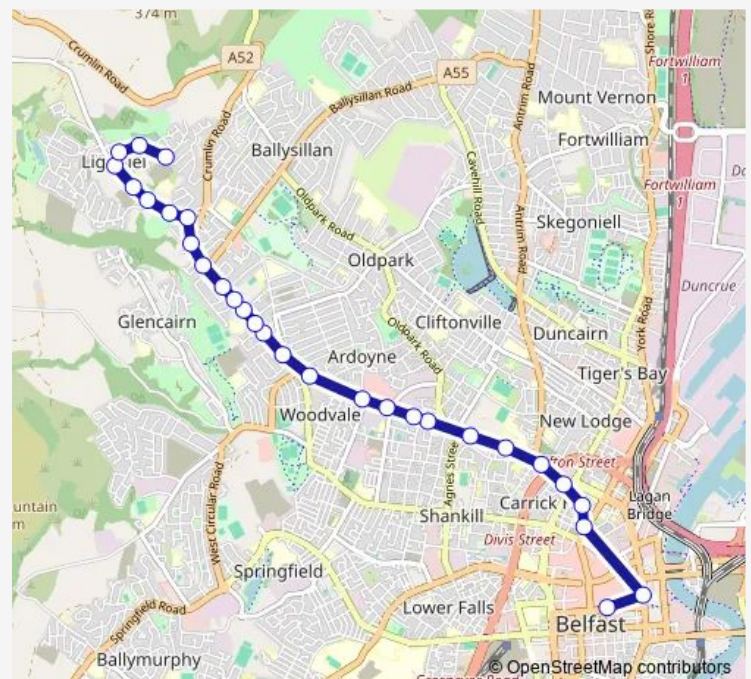 374 m
Crumlin Road
A52
A55
Shore R
Fortwilliam
1
Ballysillan Road
Antrim Road
Mount Vernon
Fortwilliam
Crumlin Road
Ballysillan
Cavehill Road
Fortwilliam
1
Oldpark Road
Antrim Road
Skegoniell
Oldpark
Duncrue
York Road
Glencairn
Oldpark Road
Cliftonville
Duncairn
Ardoyne
Tiger's Bay
Woodvale
New Lodge
Agnes Stree
fton Street
West Circular Road
Carrick
Lagan
Bridge
Shankill
untain
m
Divis Street
Springfield
Springfield Road
Lower Falls
Belfast
Ballymurphy
© OpenStreetMap contributors